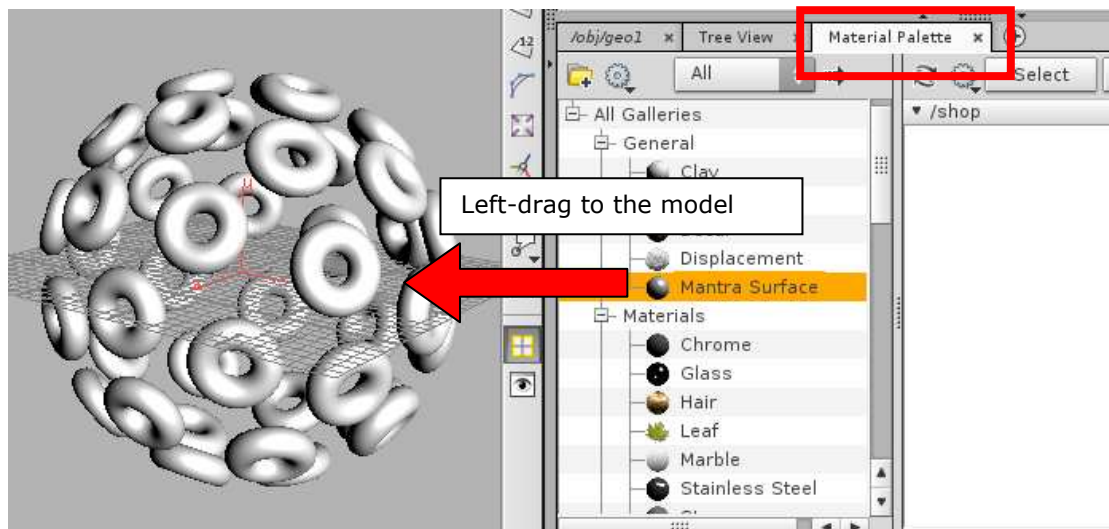 /obj/geo1 Tree View Material Palette
All Select
All Galleries /shop
General
Clay
Left-drag to the model
Displacement
Mantra Surface
Materials
Chrome
Glass
Hair
Leaf
Marble
Stainless Steel